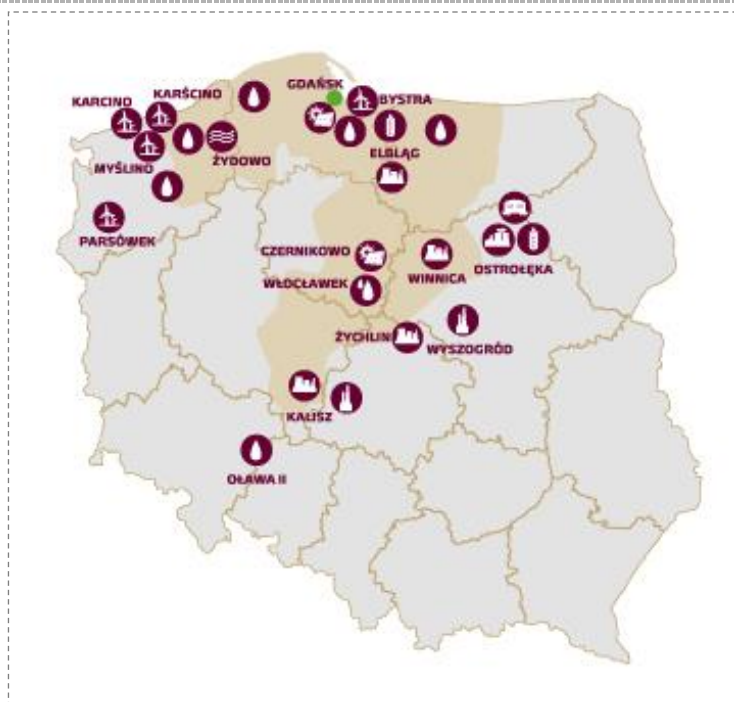 GDAŃSK
KARŚCINO
KARCINO
BYSTRA
ELBLĄG
ŻYDOWO
MYŚLINO
PARSÓWEK
CZERNIKOWO
WINNICA
OSTROŁĘKA
WŁOCŁAWEK
ŻYCHLIN
WYSZOGRÓD
KALISZ
OŁAWA II